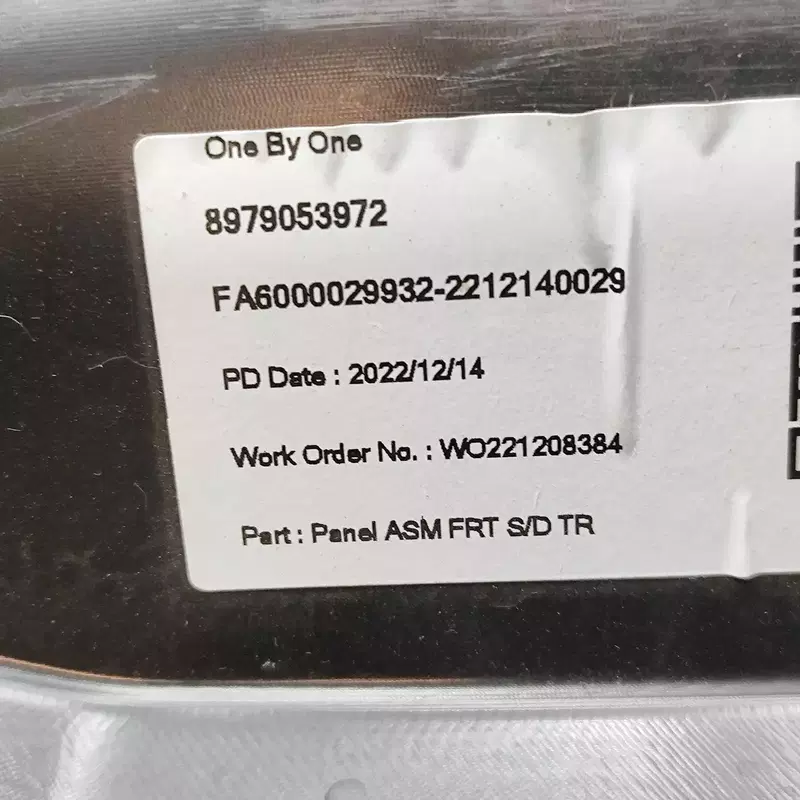 One By One
8979053972
FA6000029932-2212140029
PD Date : 2022/12/14
Work Order No. : WO221208384
Part : Panel ASM FRT S/D TR